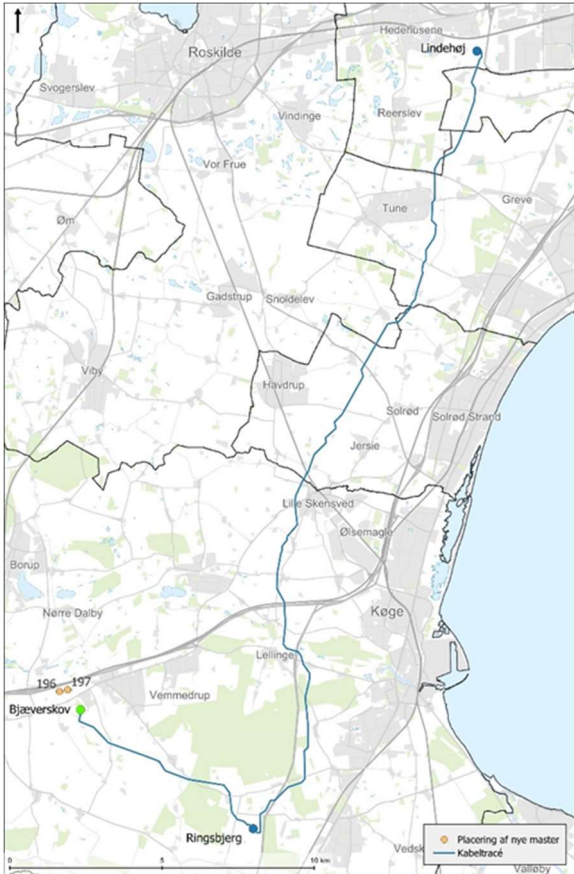 Hedehusene
Lindehøj
Roskilde
Svogerslev
Vindinge
Reerslev
Vor Frue
Greve
Tune
Øm
Gadstrup
Snoldelev
Viby
Havdrup
Solrød
Solrød Strand
Jersie
Lille Skensved
Ølsemagle
Borup
Nørre Dalby
Køge
Lellinge
196
197
Vemmedrup
Bjæverskov
Ringsbjerg
Placering af nye master
Kabeltracé
Vedsk
Valløby
0
5
10 km